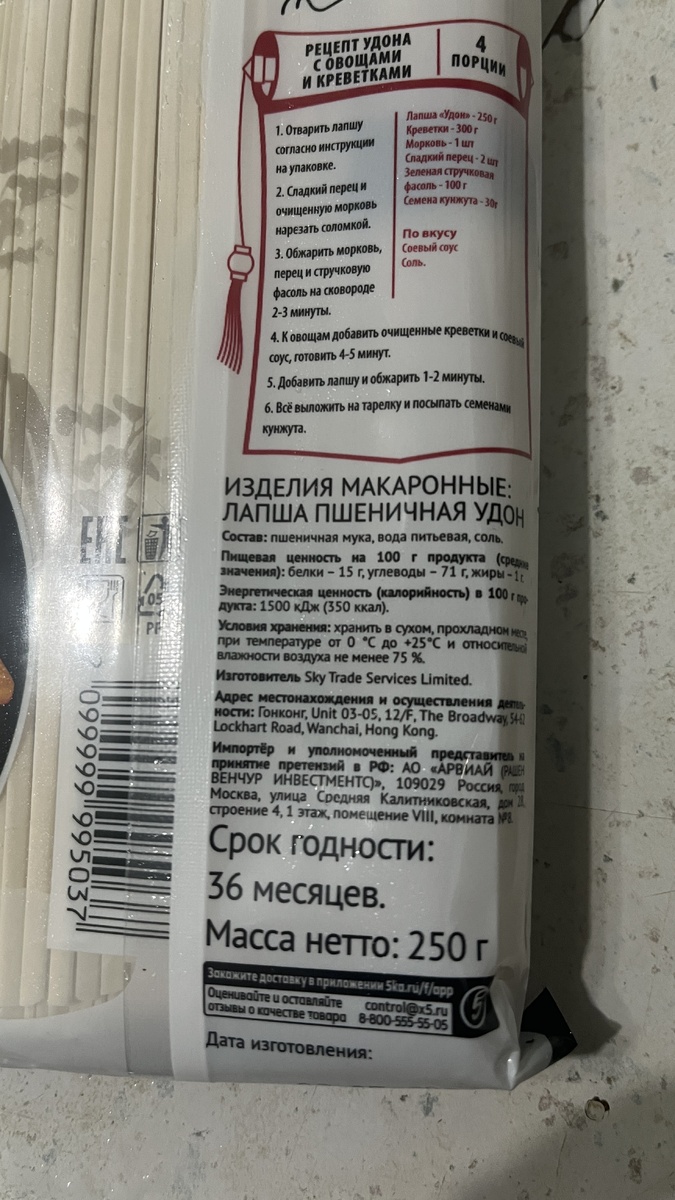 РЕЦЕПТ УДОНА
С ОВОЩАМИ
И КРЕВЕТКАМИ
4
ПОРЦИИ
1. Отварить лапшу
согласно инструкции
на упаковке.
2. Сладкий перец и
очищенную морковь
нарезать соломкой.
3. Обжарить морковь,
перец и стручковую
фасоль на сковороде
2-3 минуты.
Лапша «Удон» - 250 г
Креветки - 300 г
Морковь - 1 шт
Сладкий перец - 2 шт
Зеленая стручковая
фасоль - 100 г
Семена кунжута - 30г
По вкусу
Соевый соус
Соль.
4. К овощам добавить очищенные креветки и соевый
соус, готовить 4-5 минут.
5. Добавить лапшу и обжарить 1-2 минуты.
6. Всё выложить на тарелку и посыпать семенами
кунжута.
ИЗДЕЛИЯ МАКАРОННЫЕ:
ЛАПША ПШЕНИЧНАЯ УДОН
Состав: пшеничная мука, вода питьевая, соль.
Пищевая ценность на 100 г продукта (средние
значения): белки – 15 г, углеводы – 71 г, жиры – 1 г.
Энергетическая ценность (калорийность) в 100 г про-
дукта: 1500 кДж (350 ккал).
Условия хранения: хранить в сухом, прохладном месте,
при температуре от 0 °С до +25°С и относительной
влажности воздуха не менее 75 %.
Изготовитель Sky Trade Services Limited.
Адрес местонахождения и осуществления деятель-
ности: Гонконг, Unit 03-05, 12/F, The Broadway, 54-62
Lockhart Road, Wanchai, Hong Kong.
Импортёр и уполномоченный представитель на
принятие претензий в РФ: АО «АРВИАЙ (РАШЕН
ВЕНЧУР ИНВЕСТМЕНТС)», 109029 Россия, город
Москва, улица Средняя Калитниковская, дом 28,
строение 4, 1 этаж, помещение VIII, комната №8.
Срок годности:
36 месяцев.
Масса нетто: 250 г
Закажите доставку в приложении 5ka.ru/f/app
Оценивайте и оставляйте
отзывы о качестве товара
control@x5.ru
8-800-555-55-05
5
Дата изготовления:
EAC
05
PP
099999 995037